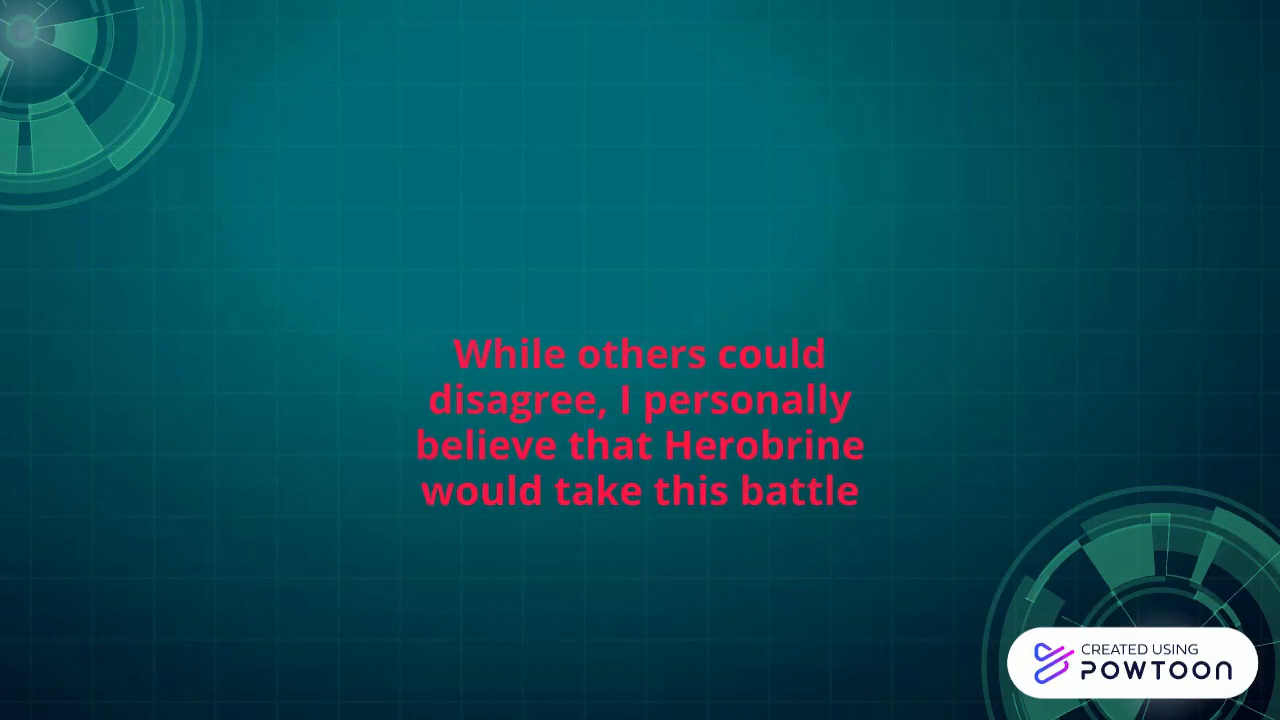 While others could
disagree, I personally
believe that Herobrine
would take this battle
CREATED USING
POWTOON